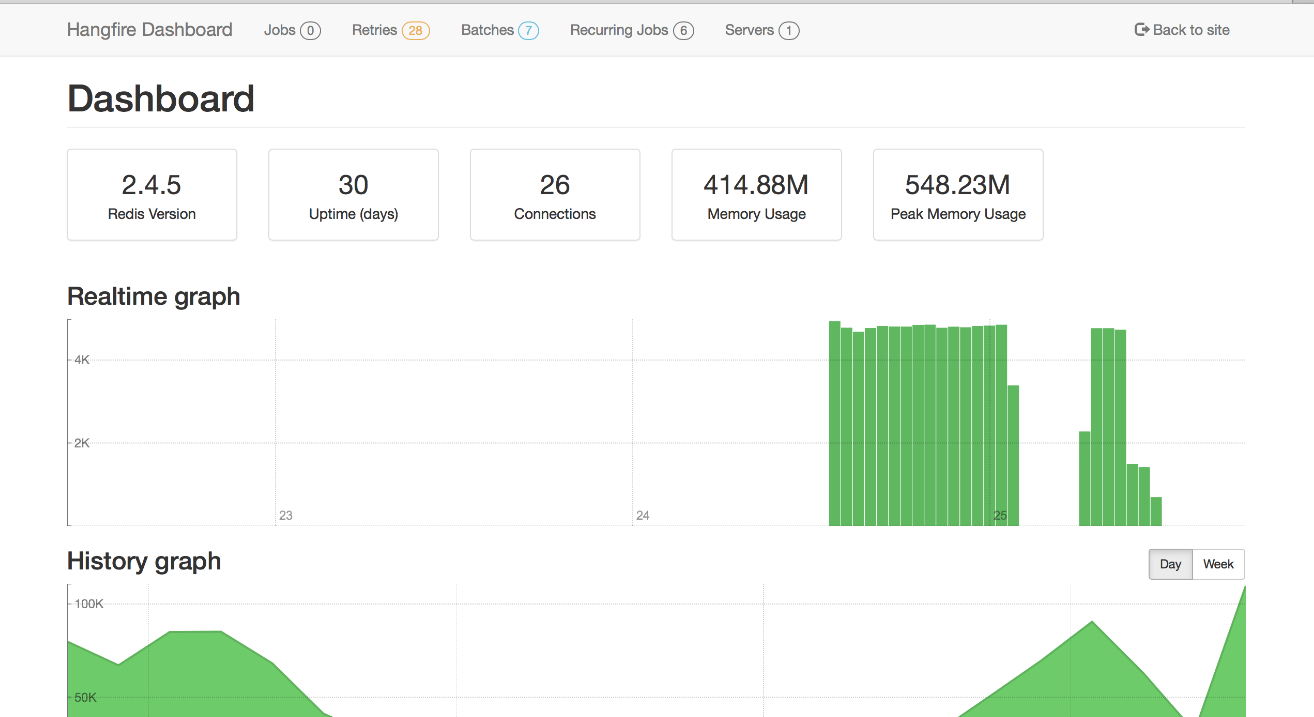 Hangfire Dashboard Jobs 0 Retries 28 Batches 7 Recurring Jobs 6 Servers 1 Back to site
Dashboard
2.4.5 30 26 414.88M 548.23M
Redis Version Uptime (days) Connections Memory Usage Peak Memory Usage
Realtime graph
4K
2K
23 24 25
History graph Day Week
100K
50K